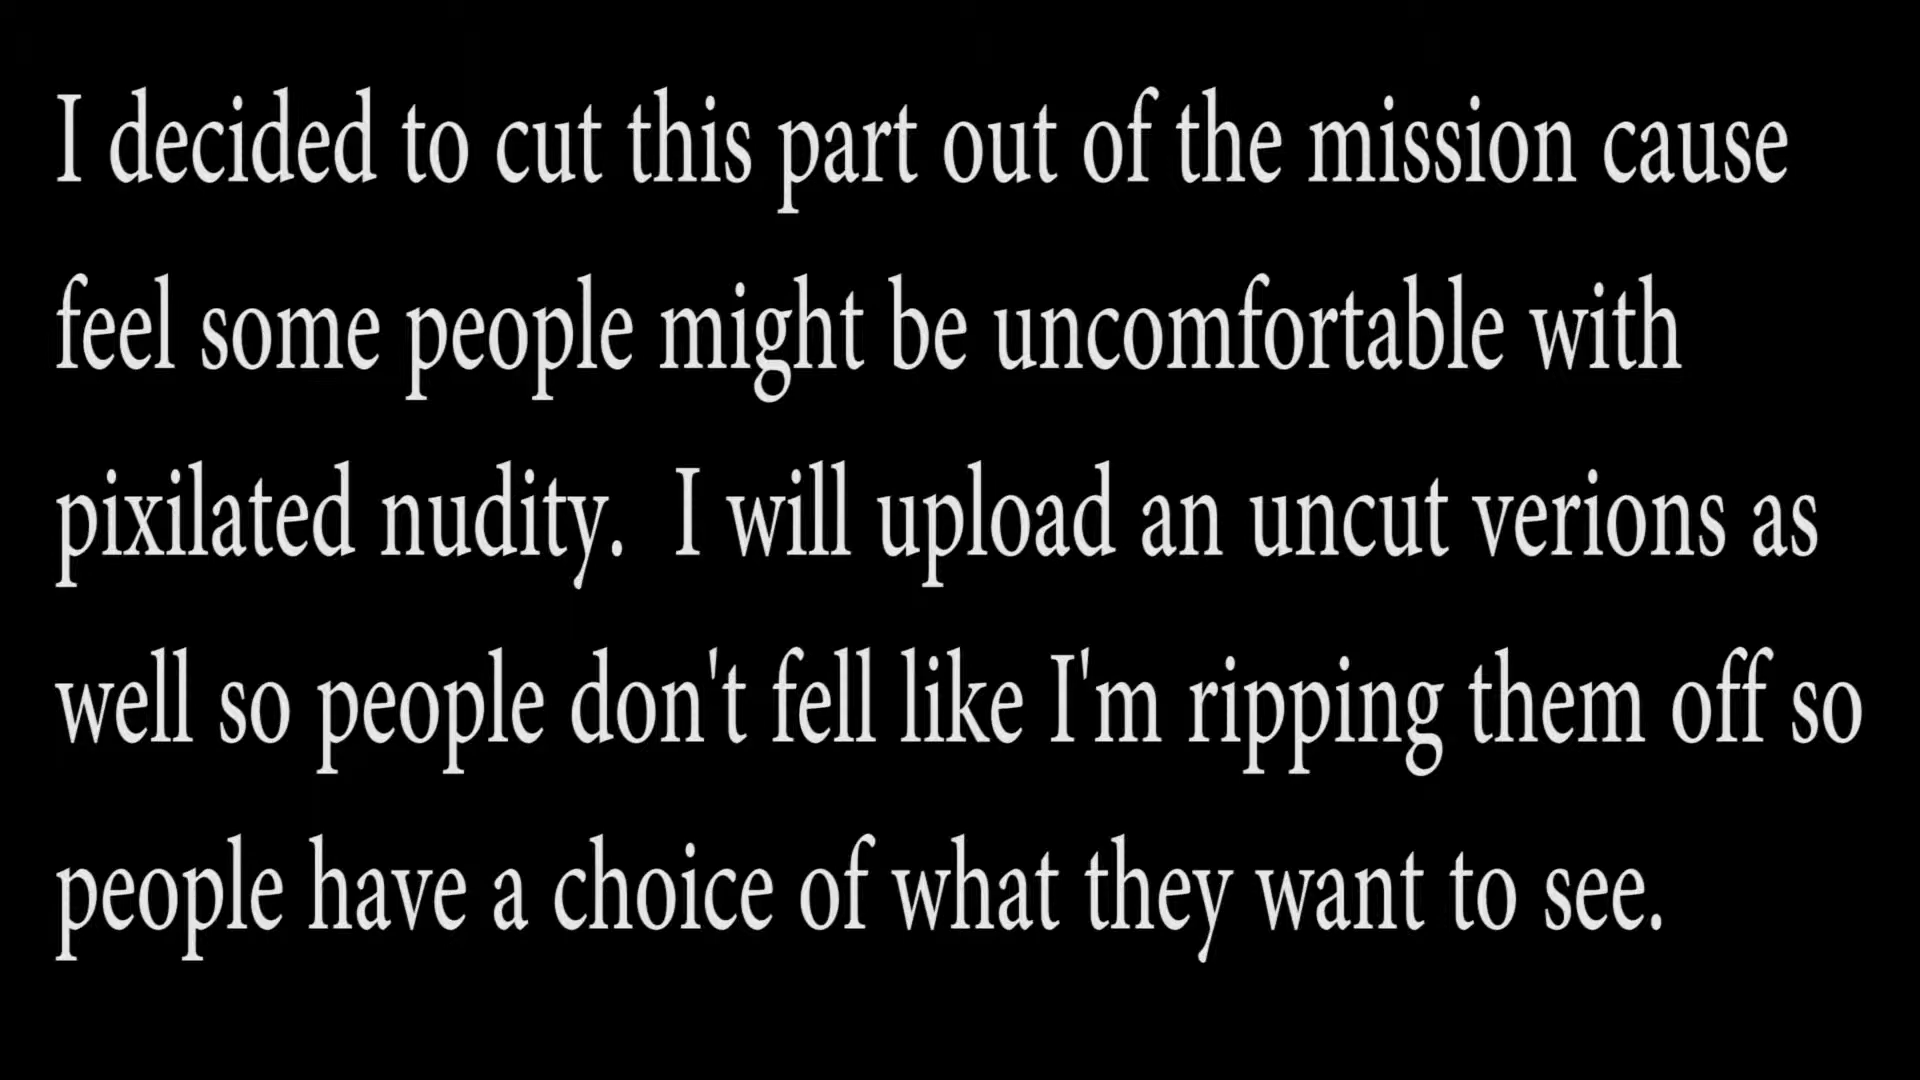 I decided to cut this part out of the mission cause
feel some people might be uncomfortable with
pixilated nudity.  I will upload an uncut verions as
well so people don't fell like I'm ripping them off so
people have a choice of what they want to see.